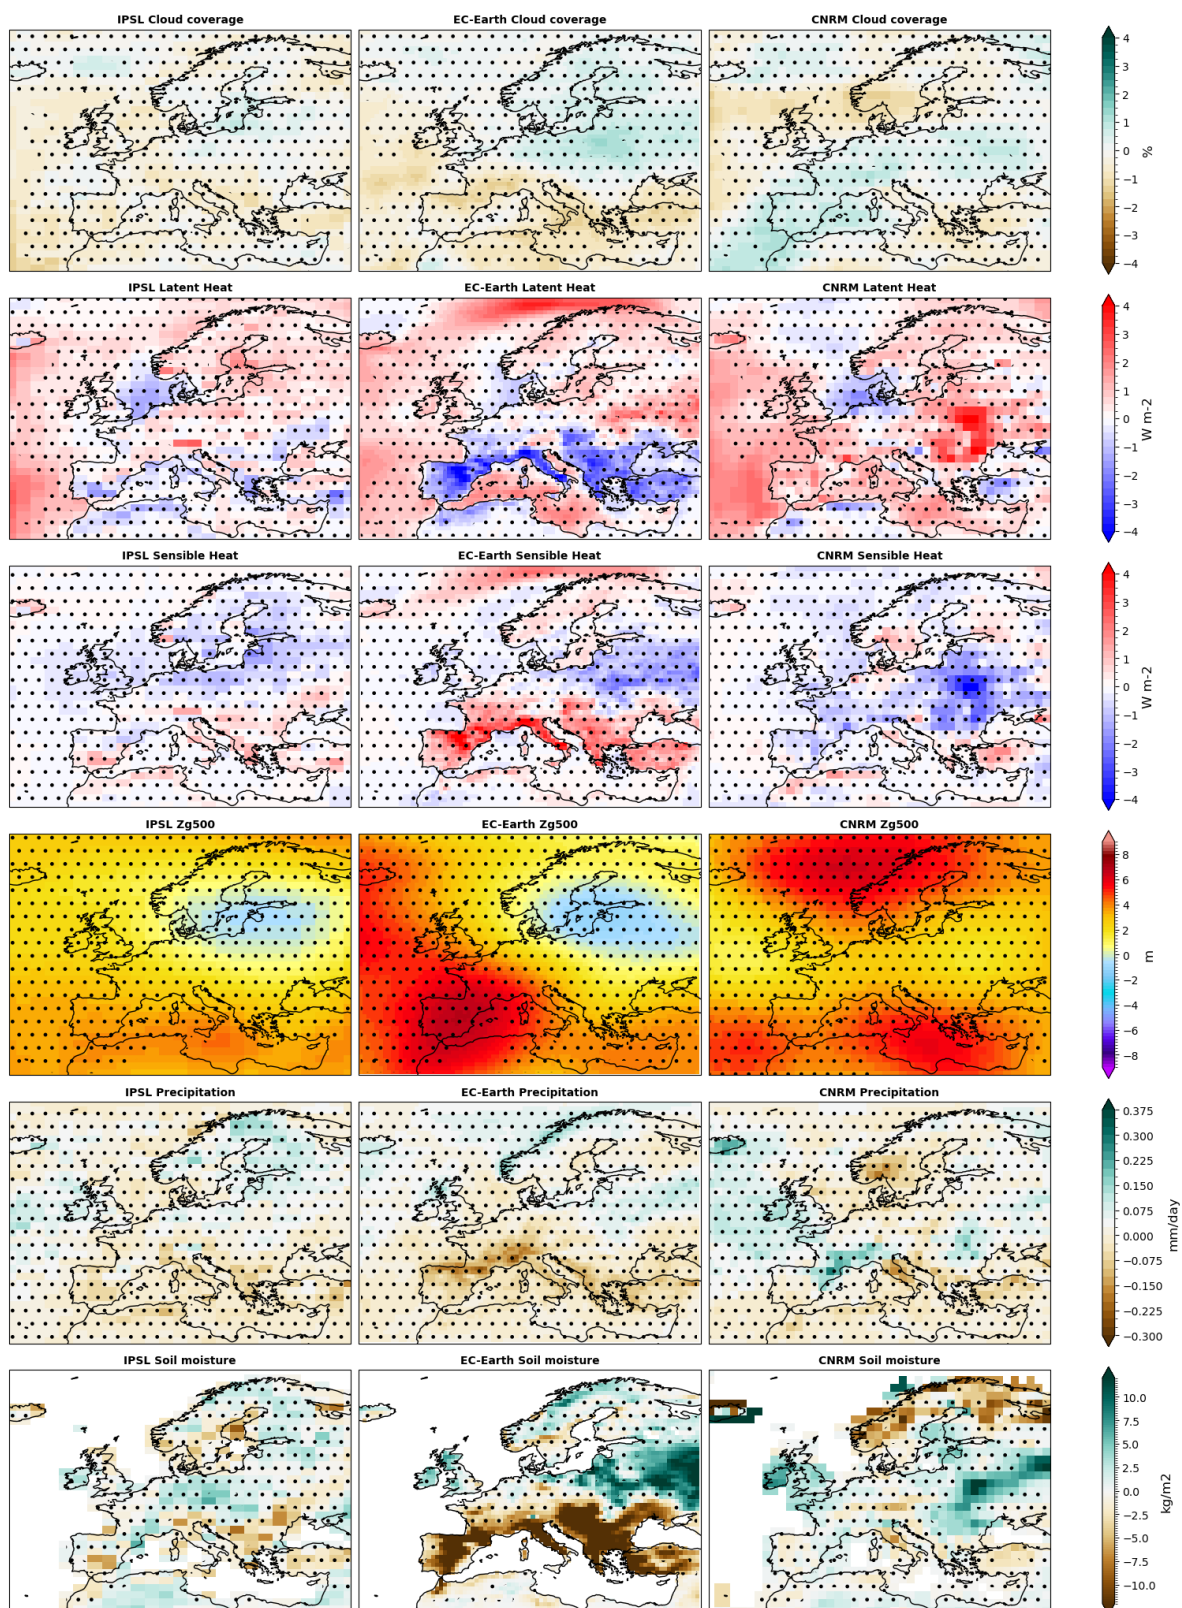 IPSL Cloud coverage
EC-Earth Cloud coverage
CNRM Cloud coverage
4
3
2
1
0
−1
−2
−3
−4
%
IPSL Latent Heat
EC-Earth Latent Heat
CNRM Latent Heat
4
3
2
1
0
−1
−2
−3
−4
W m-2
IPSL Sensible Heat
EC-Earth Sensible Heat
CNRM Sensible Heat
4
3
2
1
0
−1
−2
−3
−4
W m-2
IPSL Zg500
EC-Earth Zg500
CNRM Zg500
8
6
4
2
0
−2
−4
−6
−8
m
IPSL Precipitation
EC-Earth Precipitation
CNRM Precipitation
0.375
0.300
0.225
0.150
0.075
0.000
−0.075
−0.150
−0.225
−0.300
mm/day
IPSL Soil moisture
EC-Earth Soil moisture
CNRM Soil moisture
10.0
7.5
5.0
2.5
0.0
−2.5
−5.0
−7.5
−10.0
kg/m2